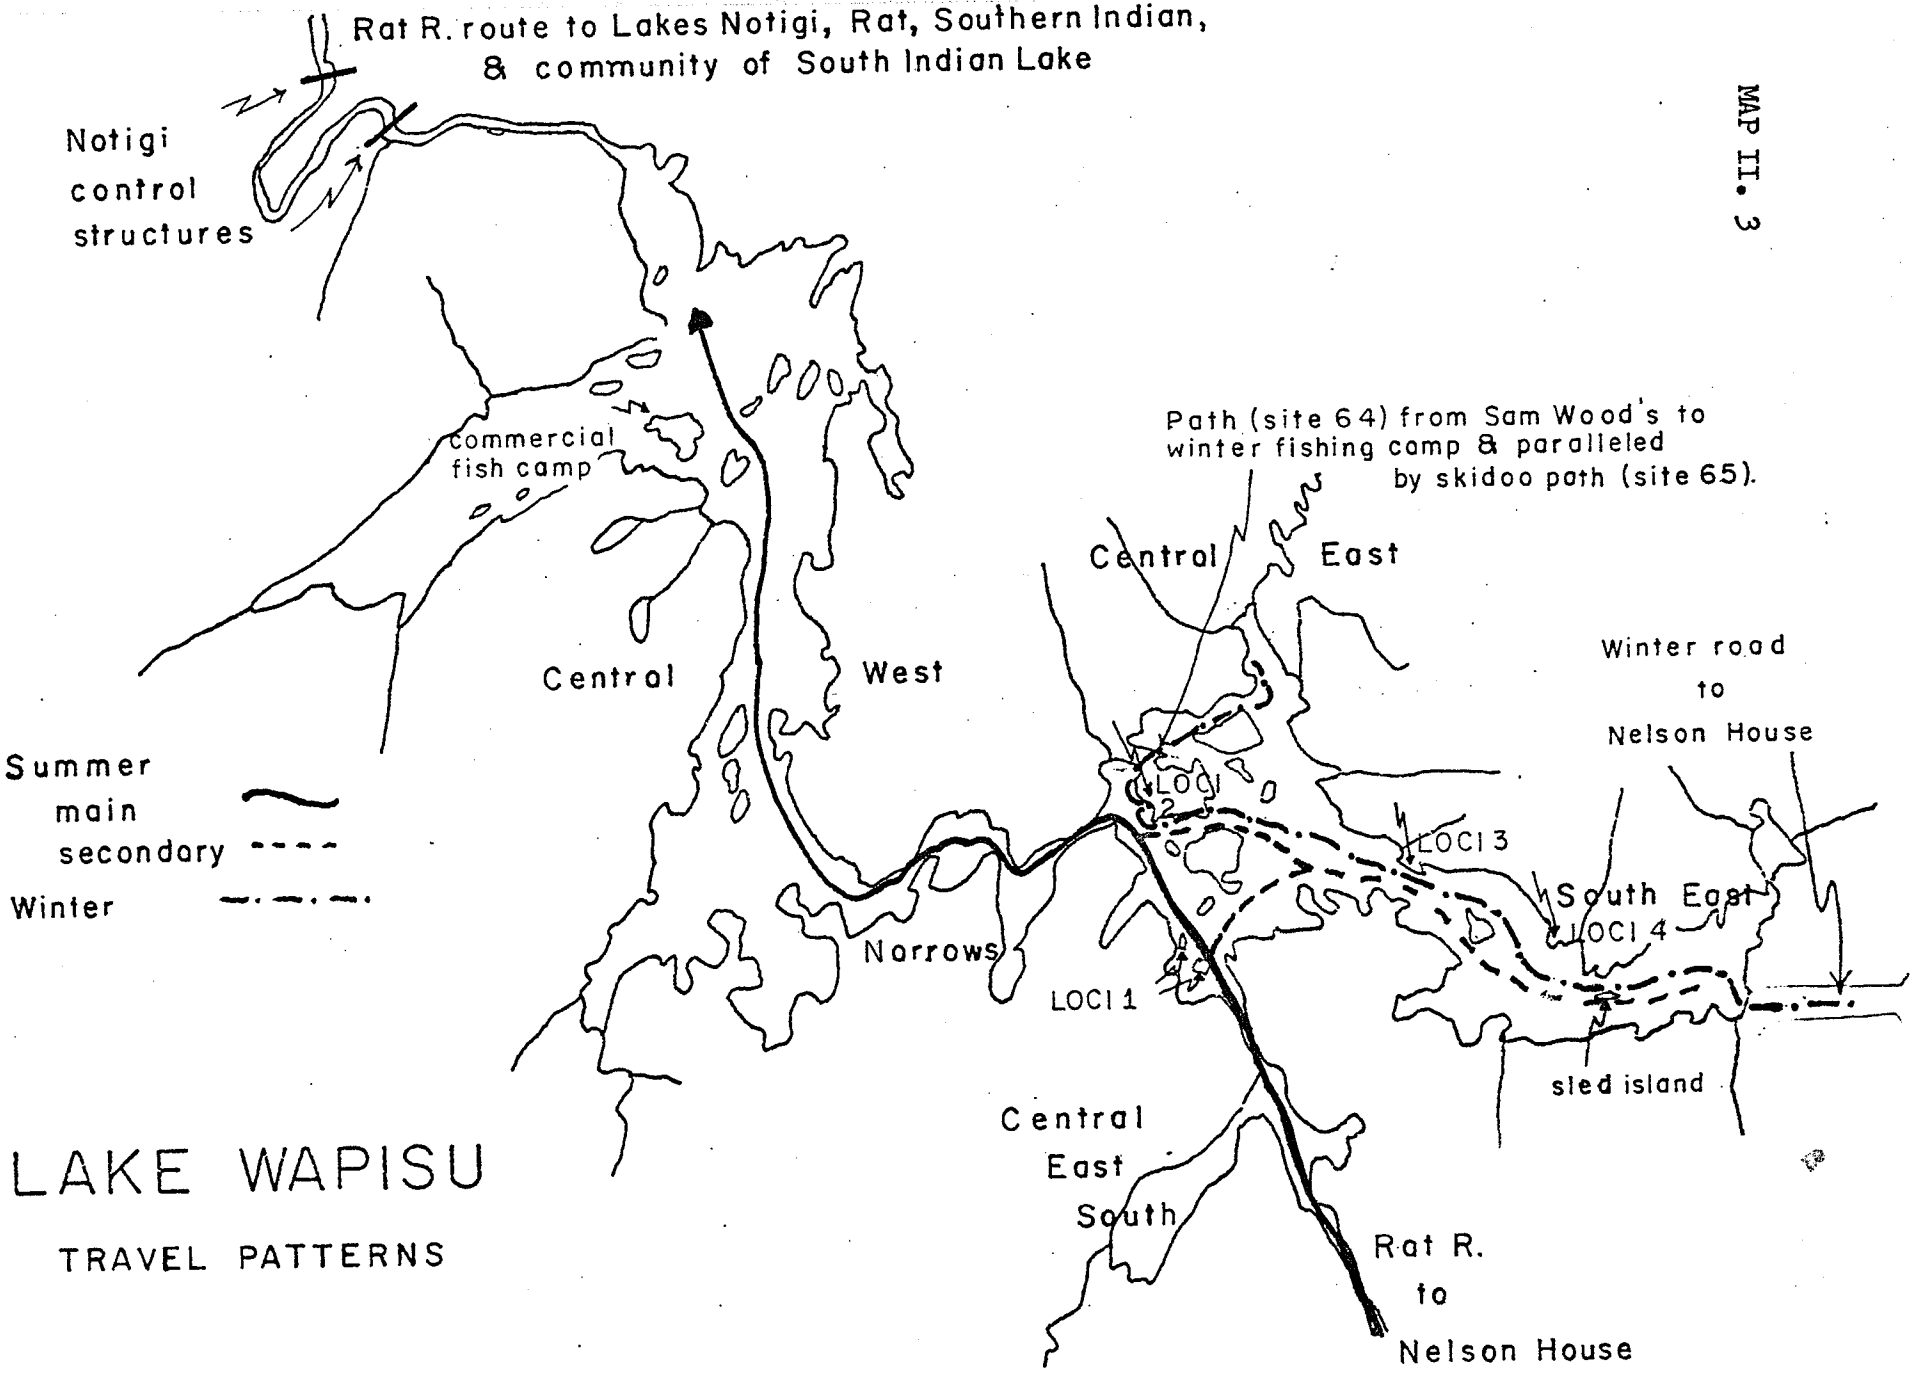 Rat R. route to Lakes Notigi, Rat, Southern Indian,
& community of South Indian Lake
MAP II. 3
Notigi
control
structures
commercial
fish camp
Path (site 64) from Sam Wood's to
winter fishing camp & paralleled
by skidoo path (site 65).
Central East
Central West
Winter road
to
Nelson House
Summer
main
secondary
Winter
LOCI
2
LOCI 3
South East
LOCI 4
Narrows
LOCI 1
sled island
Central
East
South
LAKE WAPISU
TRAVEL PATTERNS
Rat R.
to
Nelson House